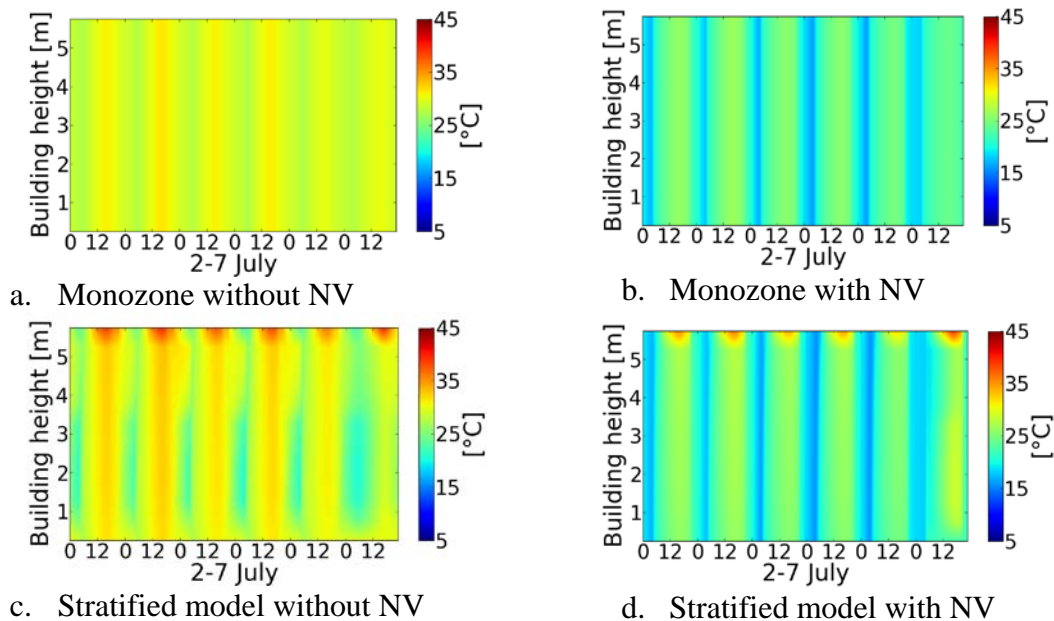 Building height [m]
5
4
3
2
1
0 12 0 12 0 12 0 12 0 12 0 12
2-7 July
45
35
25
15
5
[°C]
a. Monozone without NV
Building height [m]
5
4
3
2
1
0 12 0 12 0 12 0 12 0 12 0 12
2-7 July
45
35
25
15
5
[°C]
b. Monozone with NV
Building height [m]
5
4
3
2
1
0 12 0 12 0 12 0 12 0 12 0 12
2-7 July
45
35
25
15
5
[°C]
c. Stratified model without NV
Building height [m]
5
4
3
2
1
0 12 0 12 0 12 0 12 0 12 0 12
2-7 July
45
35
25
15
5
[°C]
d. Stratified model with NV